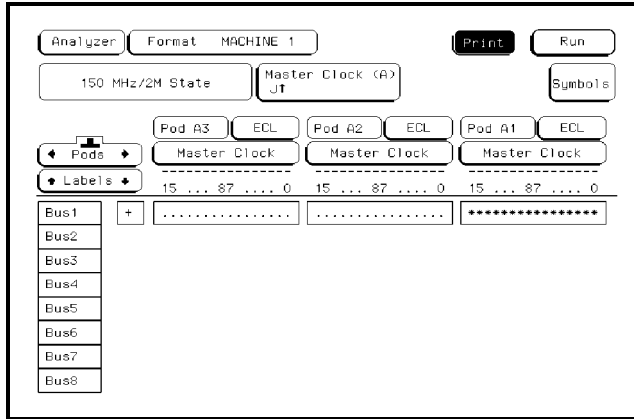 Analyzer Format MACHINE 1 Print Run
150 MHz/2M State Master Clock (A) Symbols
J↑
Pod A3 ECL Pod A2 ECL Pod A1 ECL
← Pods → Master Clock Master Clock Master Clock
↑ Labels ↓
15 ... 87 .... 0 15 ... 87 .... 0 15 ... 87 .... 0
Bus1 + ................ ................ ****************
Bus2
Bus3
Bus4
Bus5
Bus6
Bus7
Bus8